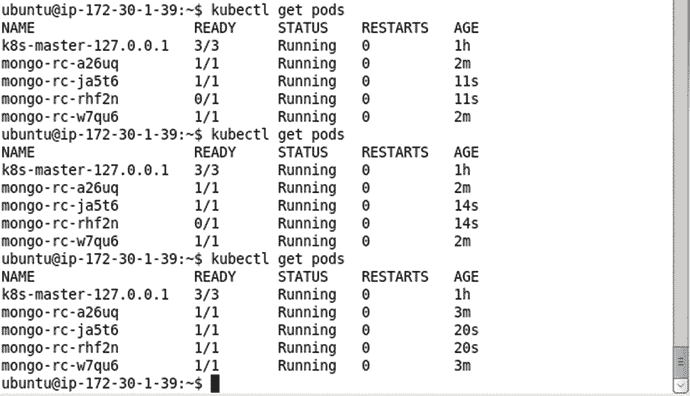 ubuntu@ip-172-30-1-39:~$ kubectl get pods
NAME READY STATUS RESTARTS AGE
k8s-master-127.0.0.1 3/3 Running 0 1h
mongo-rc-a26uq 1/1 Running 0 2m
mongo-rc-ja5t6 1/1 Running 0 11s
mongo-rc-rhf2n 0/1 Running 0 11s
mongo-rc-w7qu6 1/1 Running 0 2m
ubuntu@ip-172-30-1-39:~$ kubectl get pods
NAME READY STATUS RESTARTS AGE
k8s-master-127.0.0.1 3/3 Running 0 1h
mongo-rc-a26uq 1/1 Running 0 2m
mongo-rc-ja5t6 1/1 Running 0 14s
mongo-rc-rhf2n 0/1 Running 0 14s
mongo-rc-w7qu6 1/1 Running 0 2m
ubuntu@ip-172-30-1-39:~$ kubectl get pods
NAME READY STATUS RESTARTS AGE
k8s-master-127.0.0.1 3/3 Running 0 1h
mongo-rc-a26uq 1/1 Running 0 3m
mongo-rc-ja5t6 1/1 Running 0 20s
mongo-rc-rhf2n 1/1 Running 0 20s
mongo-rc-w7qu6 1/1 Running 0 3m
ubuntu@ip-172-30-1-39:~$